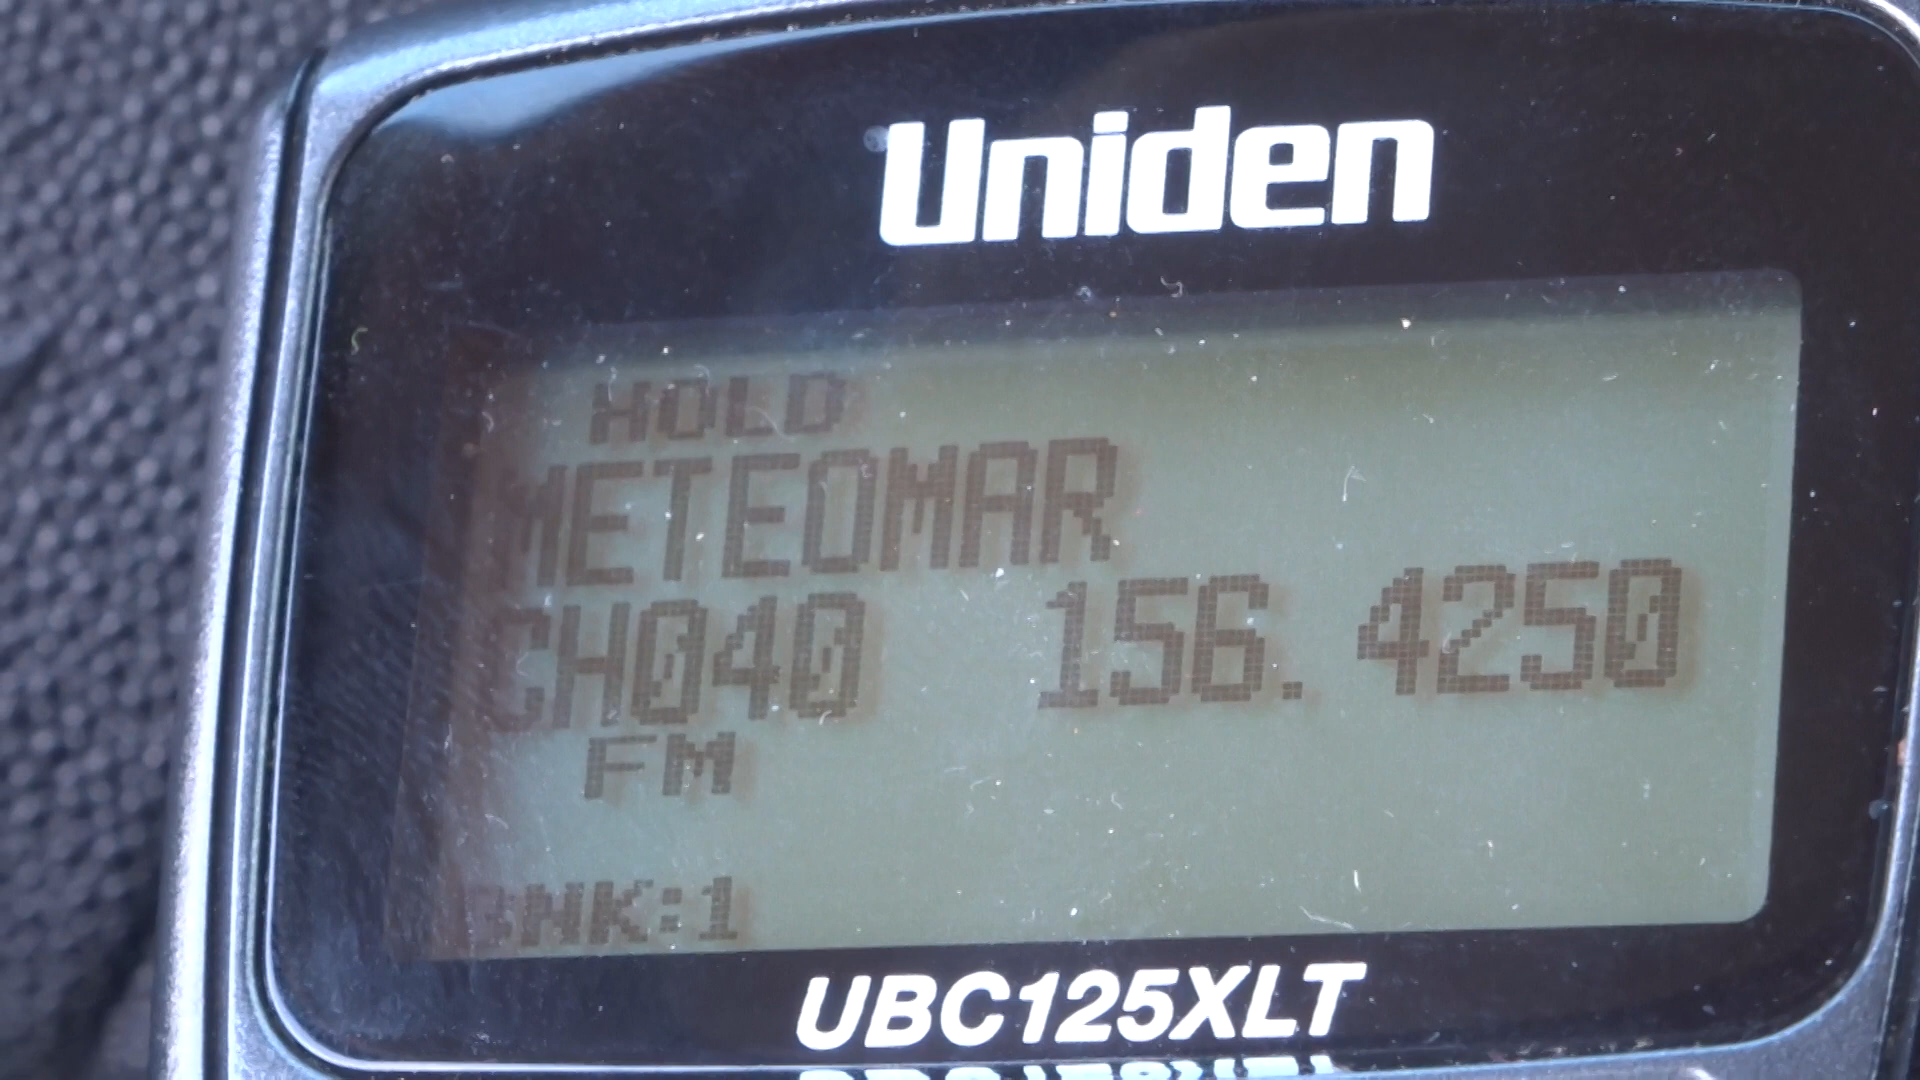 Uniden
HOLD
METEOMAR
CH040 156.4250
FM
BNK:1
UBC125XLT